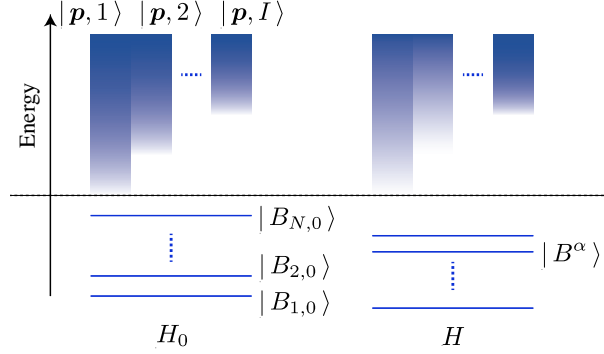 | p, 1 ⟩ | p, 2 ⟩ | p, I ⟩
Energy
| B_{N,0} ⟩
| B_{2,0} ⟩
| B_{1,0} ⟩
| B^α ⟩
H_0 H